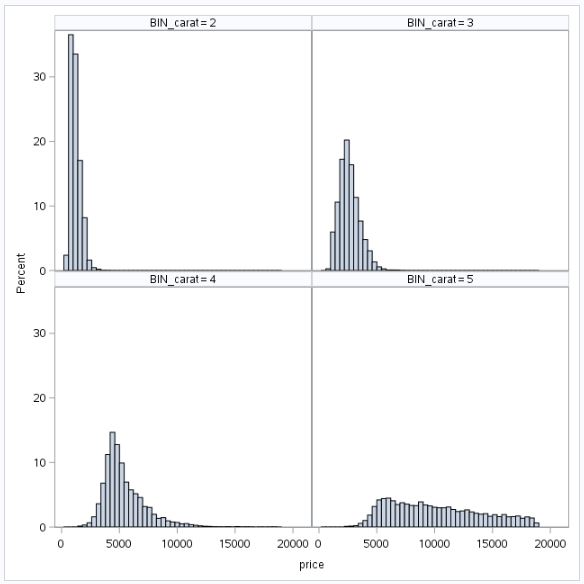 BIN_carat = 2
BIN_carat = 3
30
20
10
0
Percent
BIN_carat = 4
BIN_carat = 5
30
20
10
0
0 5000 10000 15000 20000 0 5000 10000 15000 20000
price